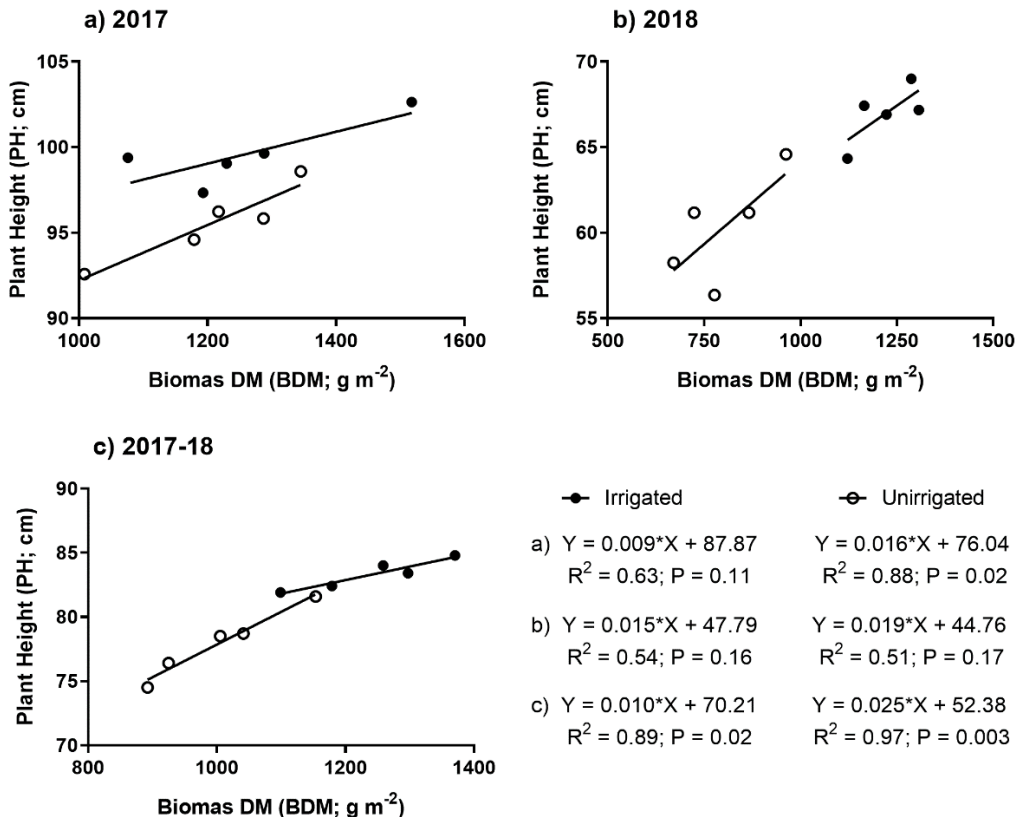 a) 2017
Plant Height (PH; cm)
105
100
95
90
1000
1200
1400
1600
Biomas DM (BDM; g m⁻²)
b) 2018
Plant Height (PH; cm)
70
65
60
55
500
750
1000
1250
1500
Biomas DM (BDM; g m⁻²)
c) 2017-18
Plant Height (PH; cm)
90
85
80
75
70
800
1000
1200
1400
Biomas DM (BDM; g m⁻²)
Irrigated
Unirrigated
a) Y = 0.009*X + 87.87
R² = 0.63; P = 0.11
Y = 0.016*X + 76.04
R² = 0.88; P = 0.02
b) Y = 0.015*X + 47.79
R² = 0.54; P = 0.16
Y = 0.019*X + 44.76
R² = 0.51; P = 0.17
c) Y = 0.010*X + 70.21
R² = 0.89; P = 0.02
Y = 0.025*X + 52.38
R² = 0.97; P = 0.003